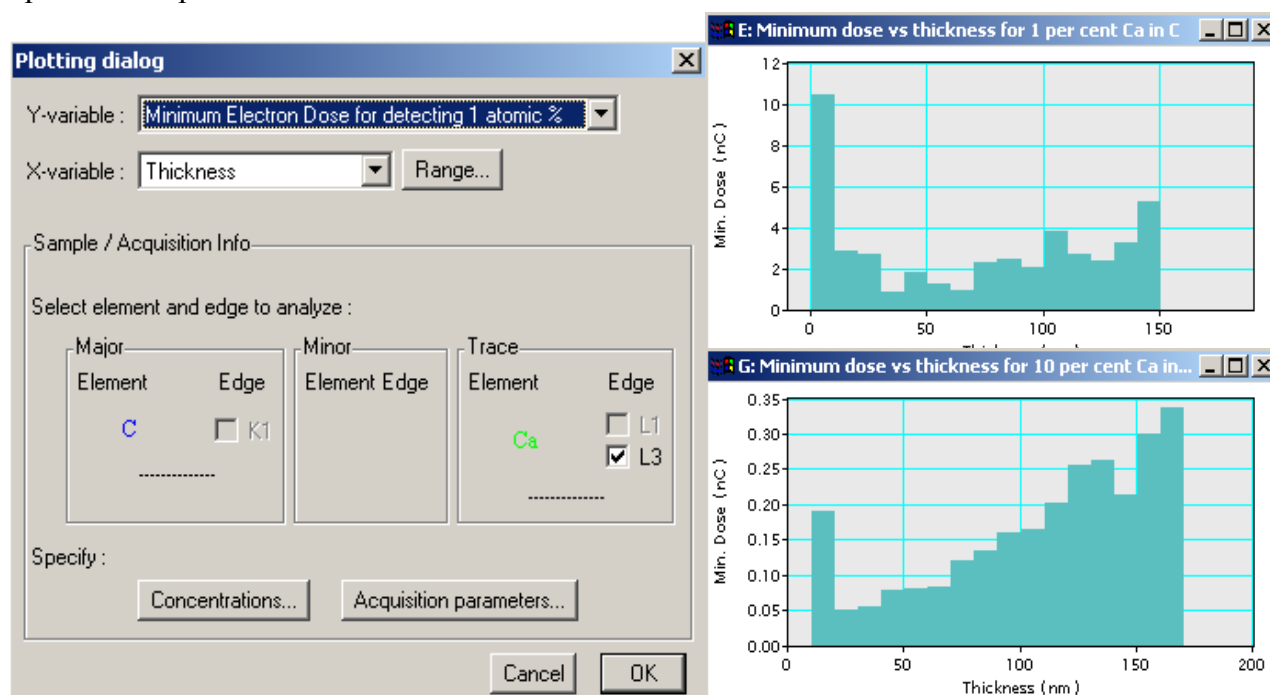 Plotting dialog
Y-variable : Minimum Electron Dose for detecting 1 atomic %
X-variable : Thickness Range...
Sample / Acquisition Info
Select element and edge to analyze :
Major Minor Trace
Element Edge Element Edge Element Edge
C K1 Ca L1
L3
-------------
-------------
Specify :
Concentrations... Acquisition parameters...
Cancel OK
E: Minimum dose vs thickness for 1 per cent Ca in C
12
10
8
6
4
2
0
Min. Dose ( nC )
0 50 100 150
G: Minimum dose vs thickness for 10 per cent Ca in...
0.35
0.30
0.25
0.20
0.15
0.10
0.05
0.00
Min. Dose ( nC )
0 50 100 150 200
Thickness ( nm )